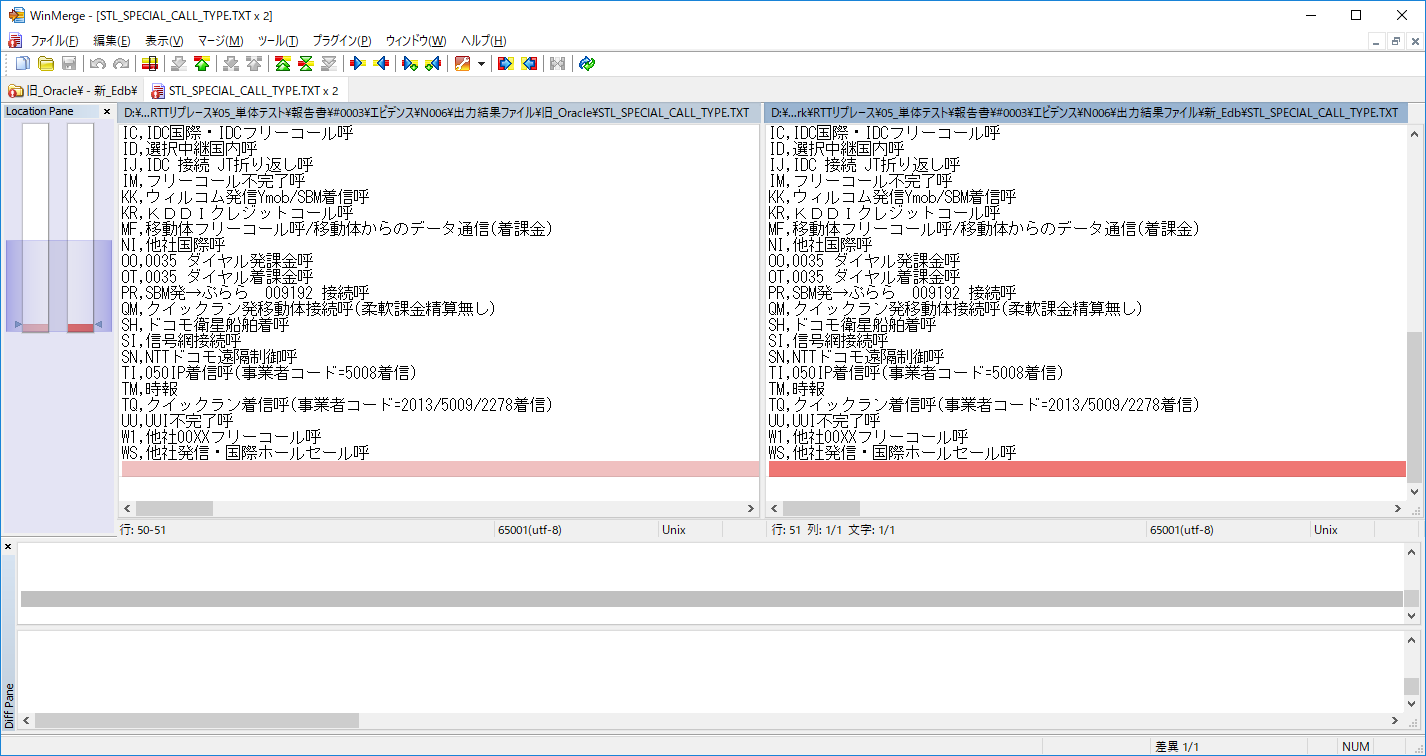 WinMerge - [STL_SPECIAL_CALL_TYPE.TXT x 2]
ファイル(F) 編集(E) 表示(V) マージ(M) ツール(T) プラグイン(P) ウィンドウ(W) ヘルプ(H)
旧_Oracle¥ - 新_Edb¥ STL_SPECIAL_CALL_TYPE.TXT x 2
Location Pane
D:¥...RTTリプレース¥05_単体テスト¥報告書¥#0003¥エビデンス¥N006¥出力結果ファイル¥旧_Oracle¥STL_SPECIAL_CALL_TYPE.TXT
IC,IDC国際・IDCフリーコール呼
ID,選択中継国内呼
IJ,IDC 接続 JT折り返し呼
IM,フリーコール不完了呼
KK,ウィルコム発信Ymob/SBM着信呼
KR,ＫＤＤＩクレジットコール呼
MF,移動体フリーコール呼/移動体からのデータ通信(着課金)
NI,他社国際呼
OO,0035 ダイヤル発課金呼
OT,0035 ダイヤル着課金呼
PR,SBM発→ぷらら　009192 接続呼
QM,クイックラン発移動体接続呼(柔軟課金精算無し)
SH,ドコモ衛星船舶着呼
SI,信号網接続呼
SN,NTTドコモ遠隔制御呼
TI,050IP着信呼(事業者コード=5008着信)
TM,時報
TQ,クイックラン着信呼(事業者コード=2013/5009/2278着信)
UU,UUI不完了呼
W1,他社00XXフリーコール呼
WS,他社発信・国際ホールセール呼
行: 50-51 65001(utf-8) Unix
D:¥...rk¥RTTリプレース¥05_単体テスト¥報告書¥#0003¥エビデンス¥N006¥出力結果ファイル¥新_Edb¥STL_SPECIAL_CALL_TYPE.TXT
IC,IDC国際・IDCフリーコール呼
ID,選択中継国内呼
IJ,IDC 接続 JT折り返し呼
IM,フリーコール不完了呼
KK,ウィルコム発信Ymob/SBM着信呼
KR,ＫＤＤＩクレジットコール呼
MF,移動体フリーコール呼/移動体からのデータ通信(着課金)
NI,他社国際呼
OO,0035 ダイヤル発課金呼
OT,0035 ダイヤル着課金呼
PR,SBM発→ぷらら　009192 接続呼
QM,クイックラン発移動体接続呼(柔軟課金精算無し)
SH,ドコモ衛星船舶着呼
SI,信号網接続呼
SN,NTTドコモ遠隔制御呼
TI,050IP着信呼(事業者コード=5008着信)
TM,時報
TQ,クイックラン着信呼(事業者コード=2013/5009/2278着信)
UU,UUI不完了呼
W1,他社00XXフリーコール呼
WS,他社発信・国際ホールセール呼
行: 51 列: 1/1 文字: 1/1 65001(utf-8) Unix
Diff Pane
差異 1/1 NUM